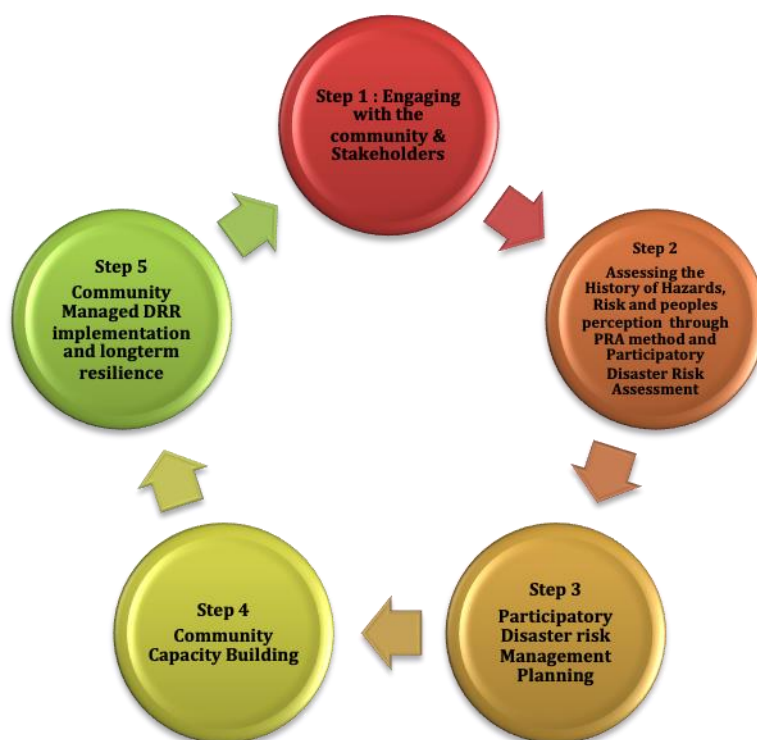 Step 1 : Engaging
with the
community &
Stakeholders
Step 2
Assessing the
History of Hazards,
Risk and peoples
perception through
PRA method and
Participatory
Disaster Risk
Assessment
Step 3
Participatory
Disaster risk
Management
Planning
Step 4
Community
Capacity Building
Step 5
Community
Managed DRR
implementation
and longterm
resilience